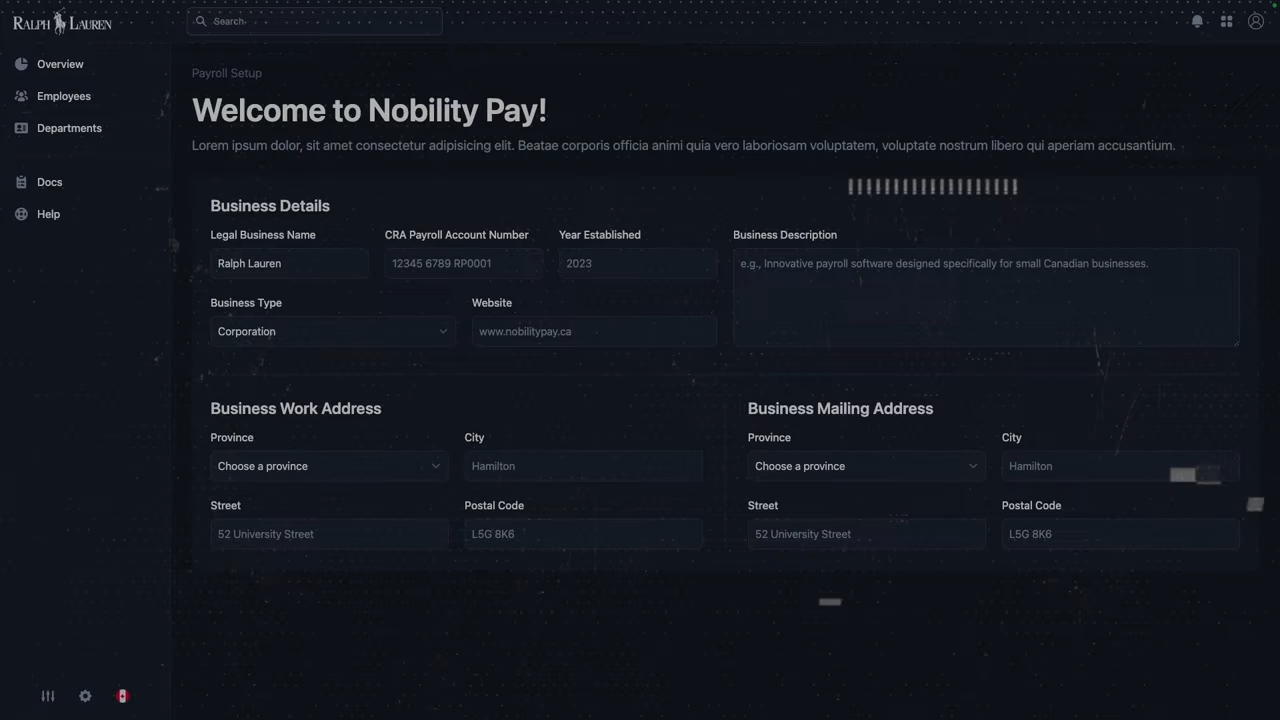 RALPH LAUREN
Search
Overview
Employees
Departments
Docs
Help
Payroll Setup
Welcome to Nobility Pay!
Lorem ipsum dolor, sit amet consectetur adipisicing elit. Beatae corporis officia animi quia vero laboriosam voluptatem, voluptate nostrum libero qui aperiam accusantium.
Business Details
Legal Business Name
Ralph Lauren
CRA Payroll Account Number
12345 6789 RP0001
Year Established
2023
Business Description
e.g., Innovative payroll software designed specifically for small Canadian businesses.
Business Type
Corporation
Website
www.nobilitypay.ca
Business Work Address
Province
Choose a province
City
Hamilton
Street
52 University Street
Postal Code
L5G 8K6
Business Mailing Address
Province
Choose a province
City
Hamilton
Street
52 University Street
Postal Code
L5G 8K6